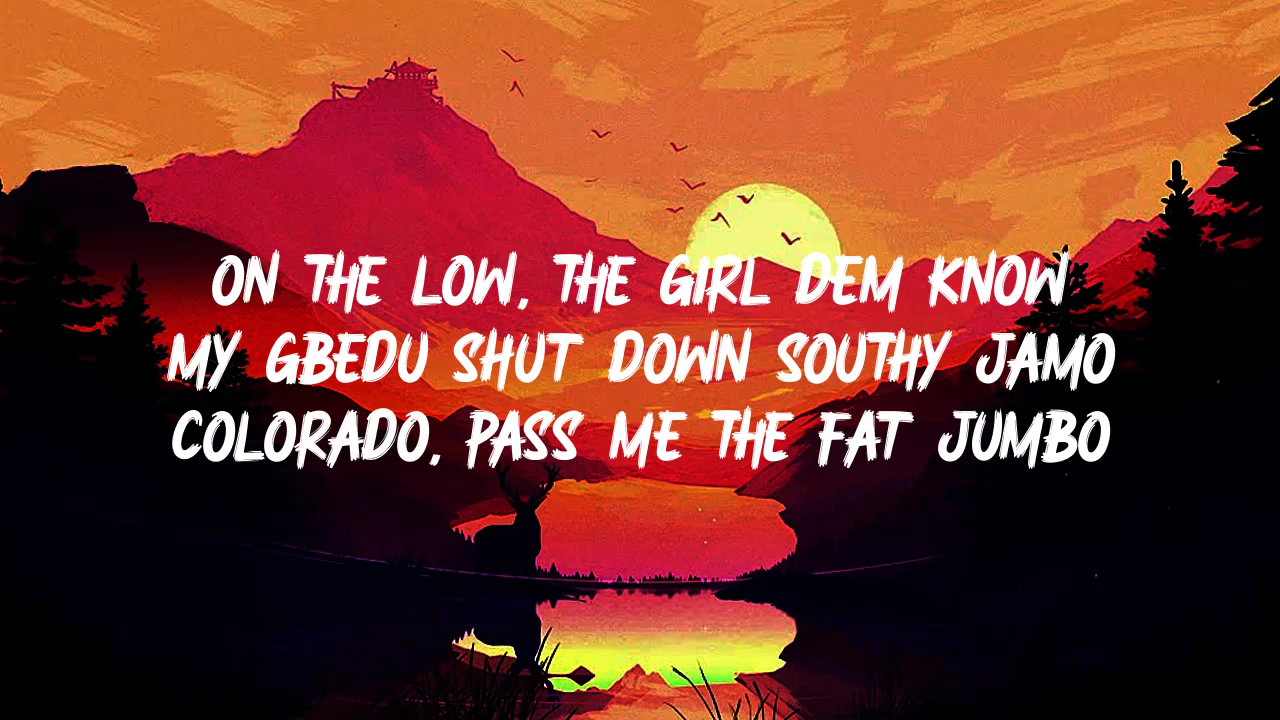 ON THE LOW, THE GIRL DEM KNOW
MY GBEDU SHUT DOWN SOUTHY JAMO
COLORADO, PASS ME THE FAT JUMBO